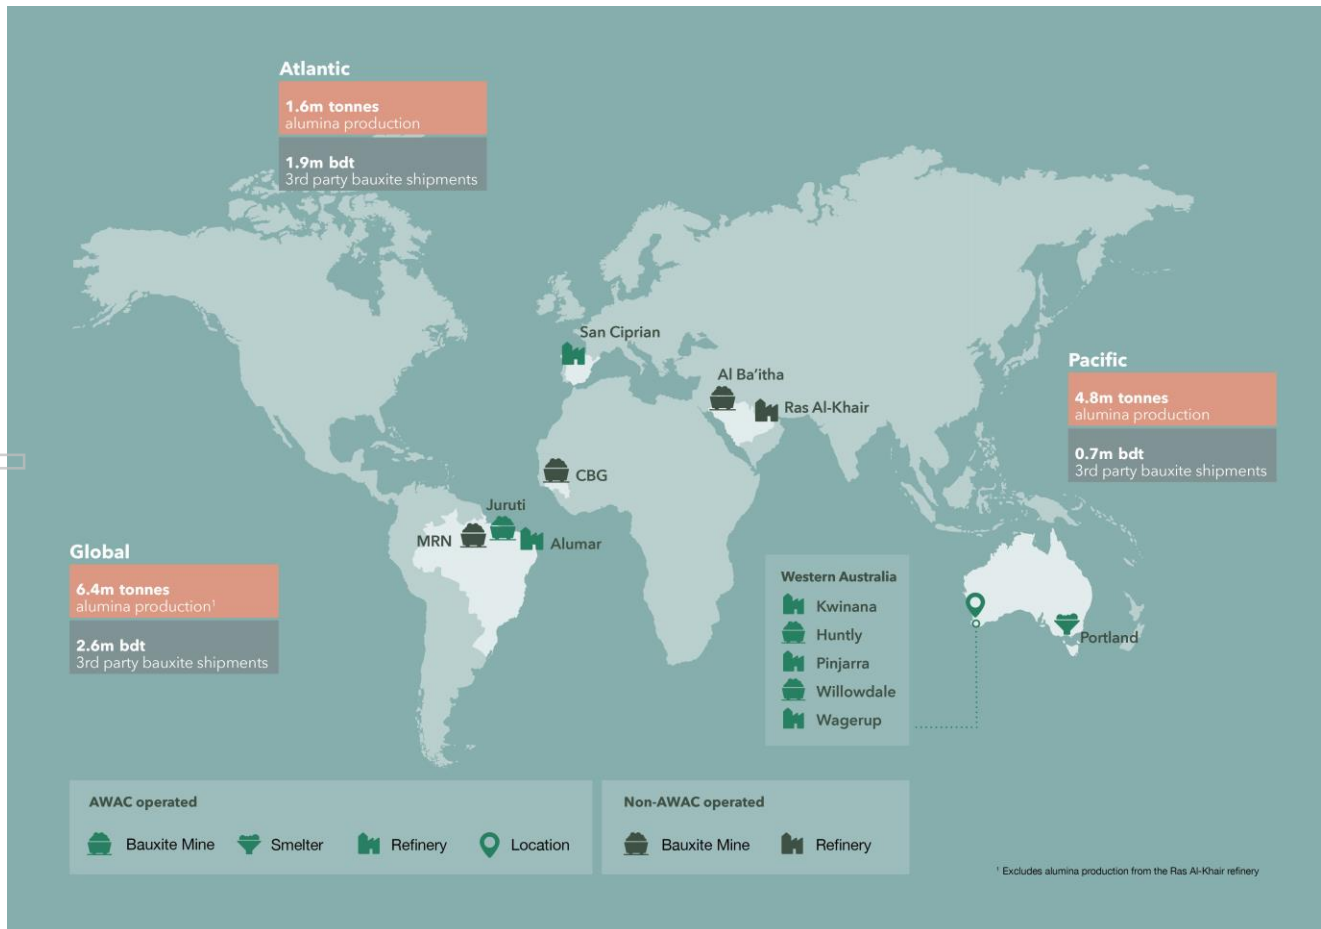 Atlantic
1.6m tonnes
alumina production
1.9m bdt
3rd party bauxite shipments
San Ciprian
Al Ba’itha
Ras Al-Khair
Pacific
4.8m tonnes
alumina production
0.7m bdt
3rd party bauxite shipments
CBG
Juruti
MRN
Alumar
Global
6.4m tonnes
alumina production¹
2.6m bdt
3rd party bauxite shipments
Western Australia
Kwinana
Huntly
Pinjarra
Willowdale
Wagerup
Portland
AWAC operated
Bauxite Mine
Smelter
Refinery
Location
Non-AWAC operated
Bauxite Mine
Refinery
¹ Excludes alumina production from the Ras Al-Khair refinery